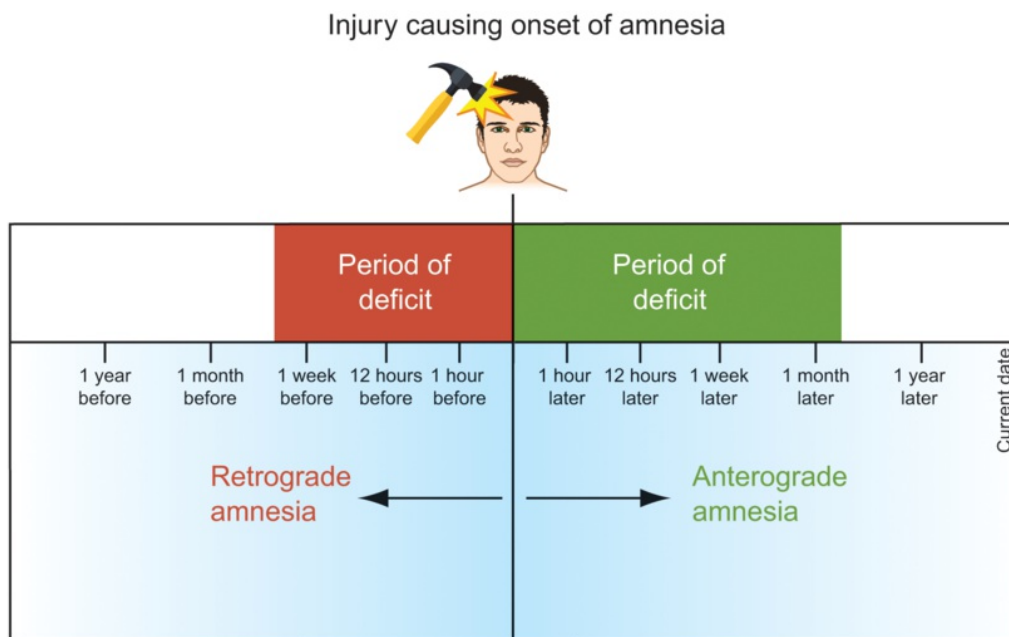 Injury causing onset of amnesia
Period of
deficit
Period of
deficit
1 year
before
1 month
before
1 week
before
12 hours
before
1 hour
before
1 hour
later
12 hours
later
1 week
later
1 month
later
1 year
later
Current date
Retrograde
amnesia
Anterograde
amnesia